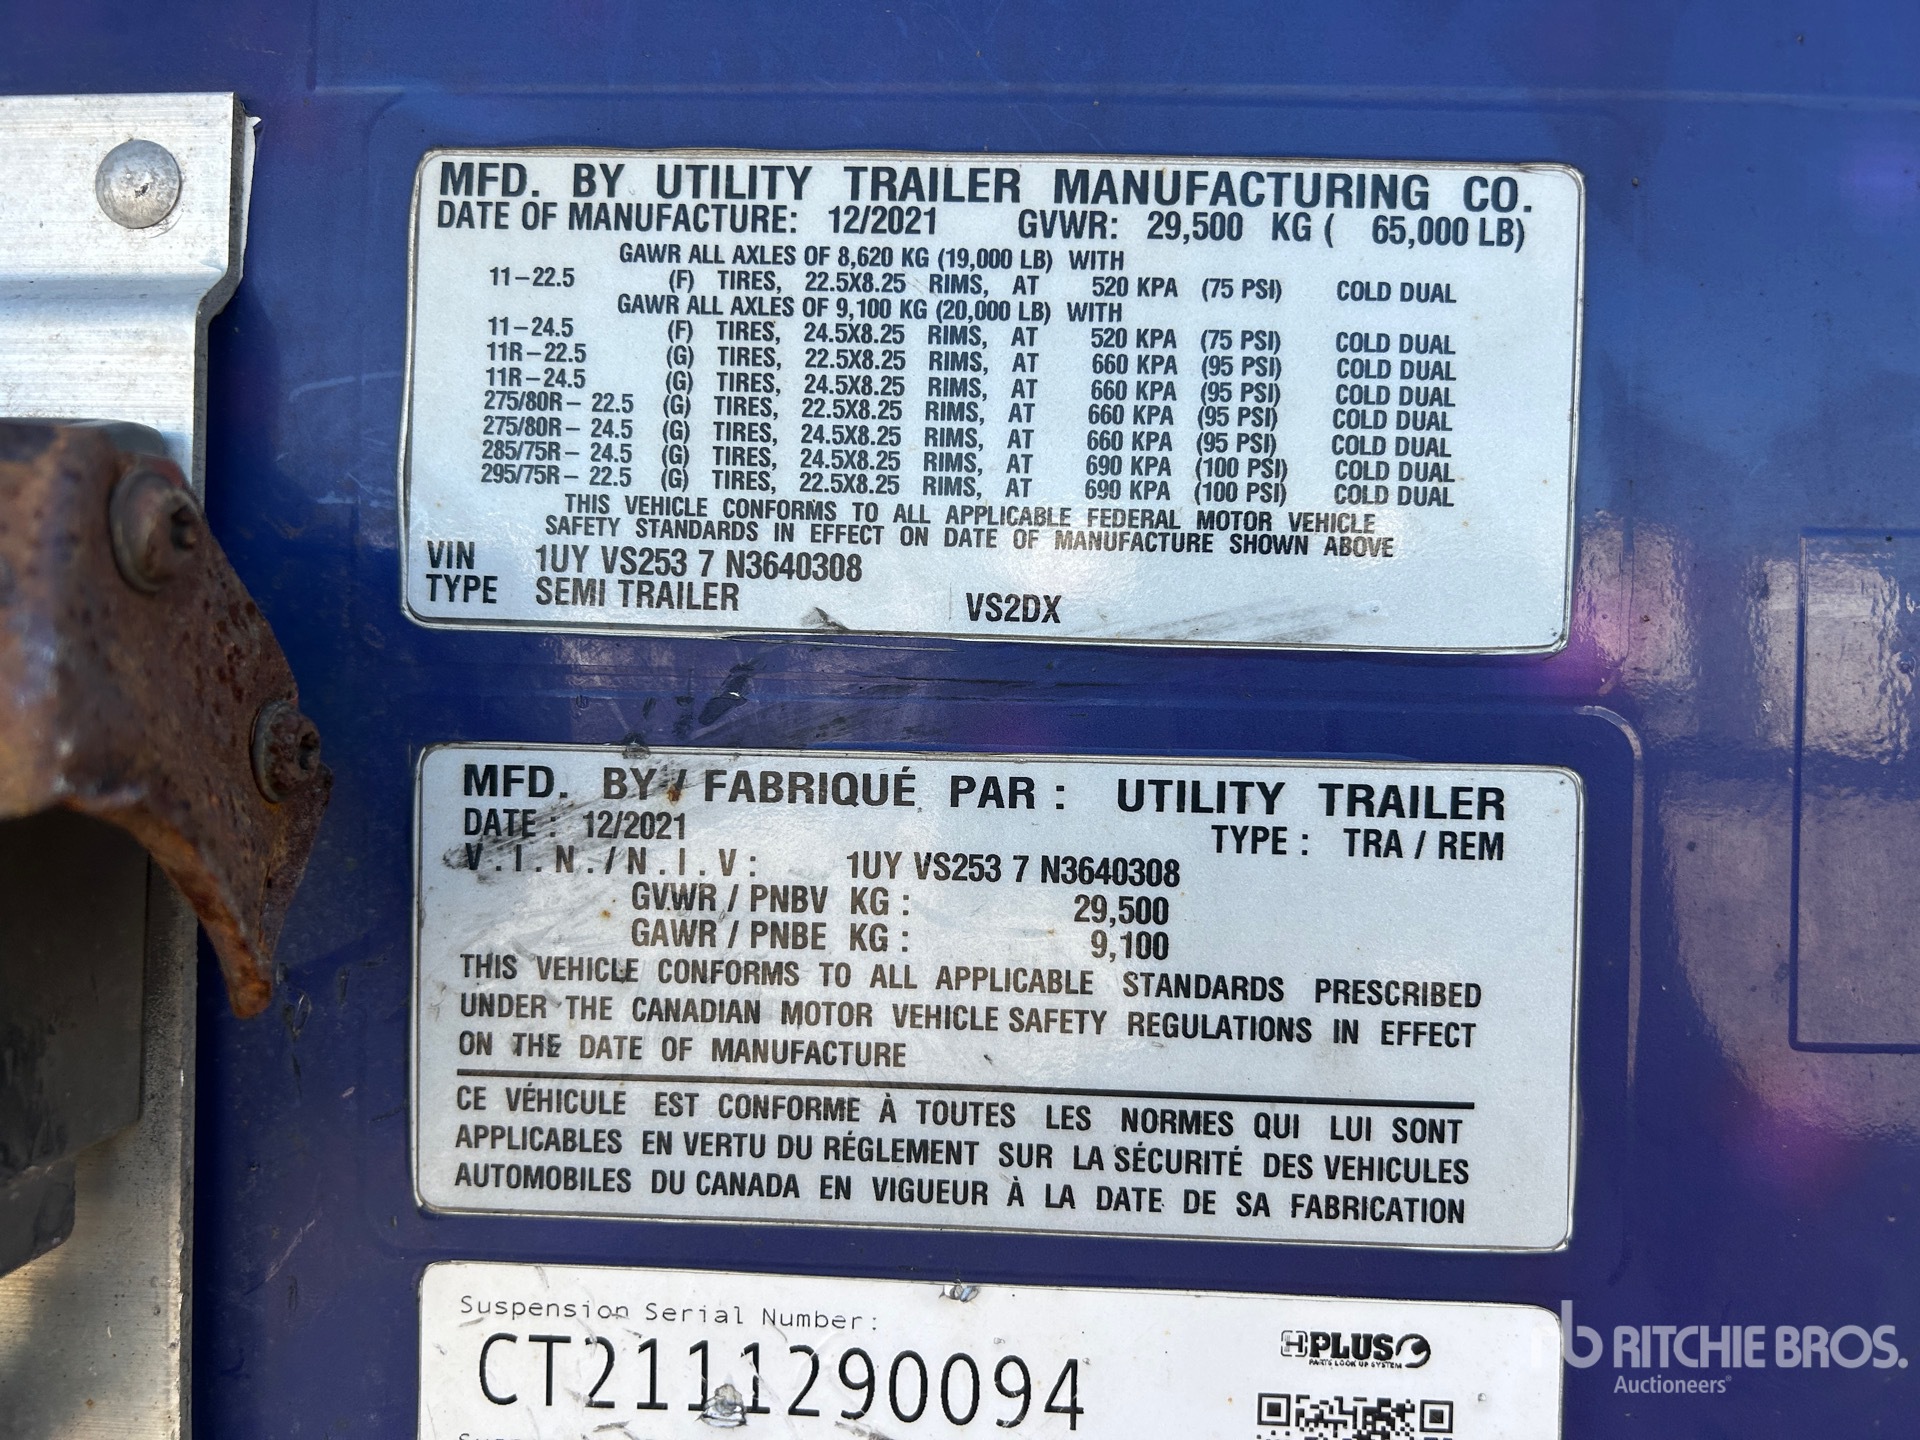 MFD. BY UTILITY TRAILER MANUFACTURING CO.
DATE OF MANUFACTURE: 12/2021 GVWR: 29,500 KG ( 65,000 LB)
GAWR ALL AXLES OF 8,620 KG (19,000 LB) WITH
11-22.5 (F) TIRES, 22.5X8.25 RIMS, AT 520 KPA (75 PSI) COLD DUAL
GAWR ALL AXLES OF 9,100 KG (20,000 LB) WITH
11-24.5 (F) TIRES, 24.5X8.25 RIMS, AT 520 KPA (75 PSI) COLD DUAL
11R-22.5 (G) TIRES, 22.5X8.25 RIMS, AT 660 KPA (95 PSI) COLD DUAL
11R-24.5 (G) TIRES, 24.5X8.25 RIMS, AT 660 KPA (95 PSI) COLD DUAL
275/80R- 22.5 (G) TIRES, 22.5X8.25 RIMS, AT 660 KPA (95 PSI) COLD DUAL
275/80R- 24.5 (G) TIRES, 24.5X8.25 RIMS, AT 660 KPA (95 PSI) COLD DUAL
285/75R- 24.5 (G) TIRES, 24.5X8.25 RIMS, AT 690 KPA (100 PSI) COLD DUAL
295/75R- 22.5 (G) TIRES, 22.5X8.25 RIMS, AT 690 KPA (100 PSI) COLD DUAL
THIS VEHICLE CONFORMS TO ALL APPLICABLE FEDERAL MOTOR VEHICLE
SAFETY STANDARDS IN EFFECT ON DATE OF MANUFACTURE SHOWN ABOVE
VIN 1UY VS253 7 N3640308
TYPE SEMI TRAILER VS2DX
MFD. BY / FABRIQUÉ PAR : UTILITY TRAILER
DATE : 12/2021 TYPE : TRA / REM
V.I.N./N.I.V: 1UY VS253 7 N3640308
GVWR / PNBV KG : 29,500
GAWR / PNBE KG : 9,100
THIS VEHICLE CONFORMS TO ALL APPLICABLE STANDARDS PRESCRIBED
UNDER THE CANADIAN MOTOR VEHICLE SAFETY REGULATIONS IN EFFECT
ON THE DATE OF MANUFACTURE
CE VÉHICULE EST CONFORME À TOUTES LES NORMES QUI LUI SONT
APPLICABLES EN VERTU DU RÉGLEMENT SUR LA SÉCURITÉ DES VEHICULES
AUTOMOBILES DU CANADA EN VIGUEUR À LA DATE DE SA FABRICATION
Suspension Serial Number:
CT2111290094
HPLUS
PARTS LOOK UP SYSTEM
rb RITCHIE BROS.
Auctioneers